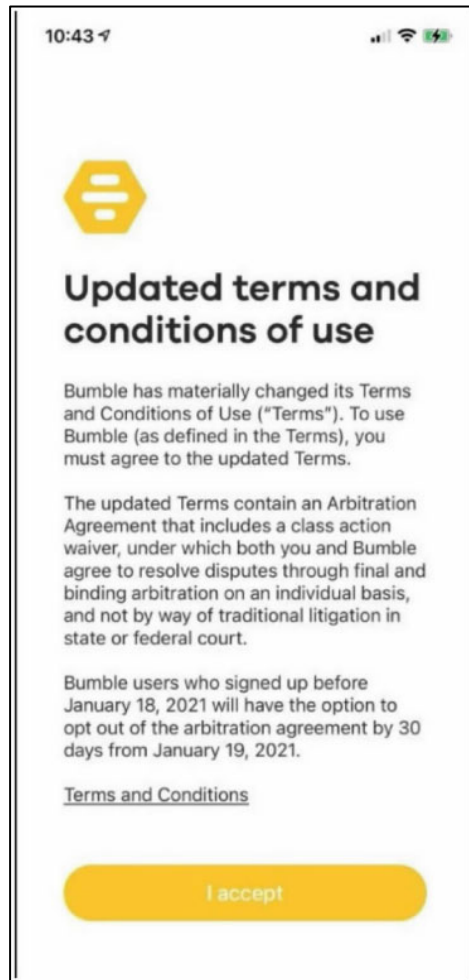 10:43
Updated terms and
conditions of use
Bumble has materially changed its Terms
and Conditions of Use (“Terms”). To use
Bumble (as defined in the Terms), you
must agree to the updated Terms.
The updated Terms contain an Arbitration
Agreement that includes a class action
waiver, under which both you and Bumble
agree to resolve disputes through final and
binding arbitration on an individual basis,
and not by way of traditional litigation in
state or federal court.
Bumble users who signed up before
January 18, 2021 will have the option to
opt out of the arbitration agreement by 30
days from January 19, 2021.
Terms and Conditions
I accept